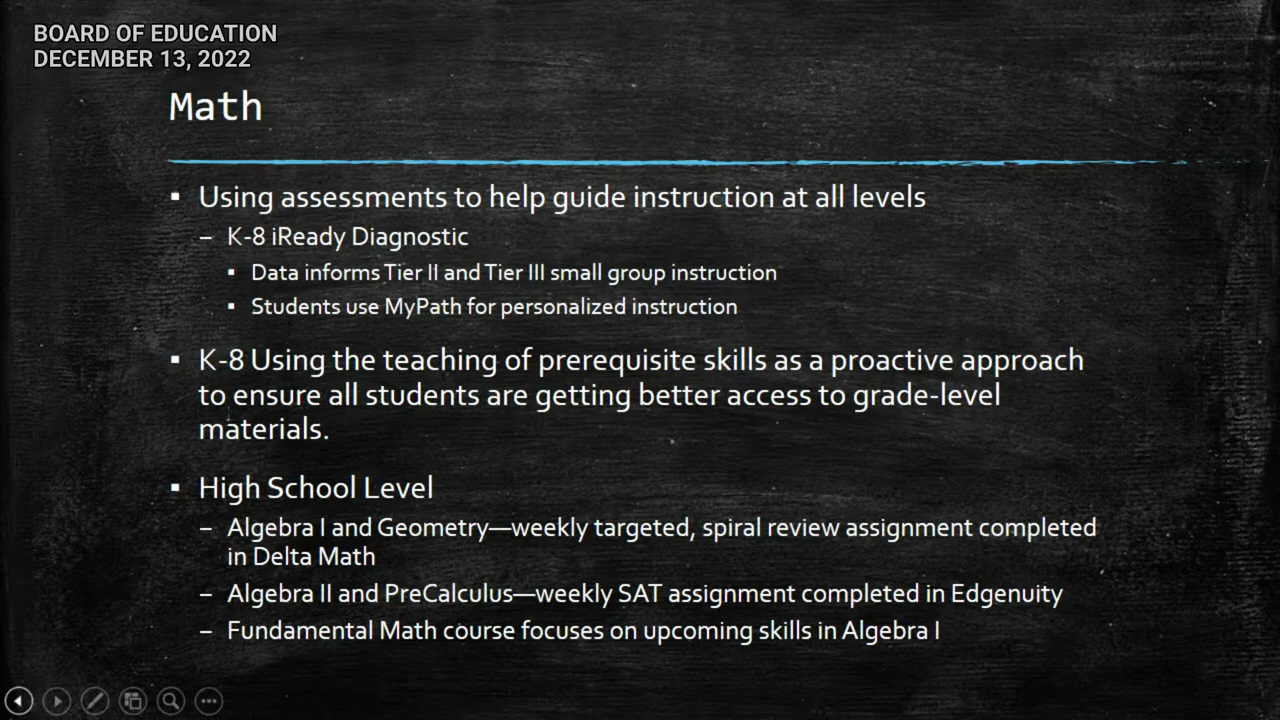 BOARD OF EDUCATION
DECEMBER 13, 2022
Math
▪ Using assessments to help guide instruction at all levels
– K-8 iReady Diagnostic
▪ Data informs Tier II and Tier III small group instruction
▪ Students use MyPath for personalized instruction
▪ K-8 Using the teaching of prerequisite skills as a proactive approach
to ensure all students are getting better access to grade-level
materials.
▪ High School Level
– Algebra I and Geometry—weekly targeted, spiral review assignment completed
in Delta Math
– Algebra II and PreCalculus—weekly SAT assignment completed in Edgenuity
– Fundamental Math course focuses on upcoming skills in Algebra I